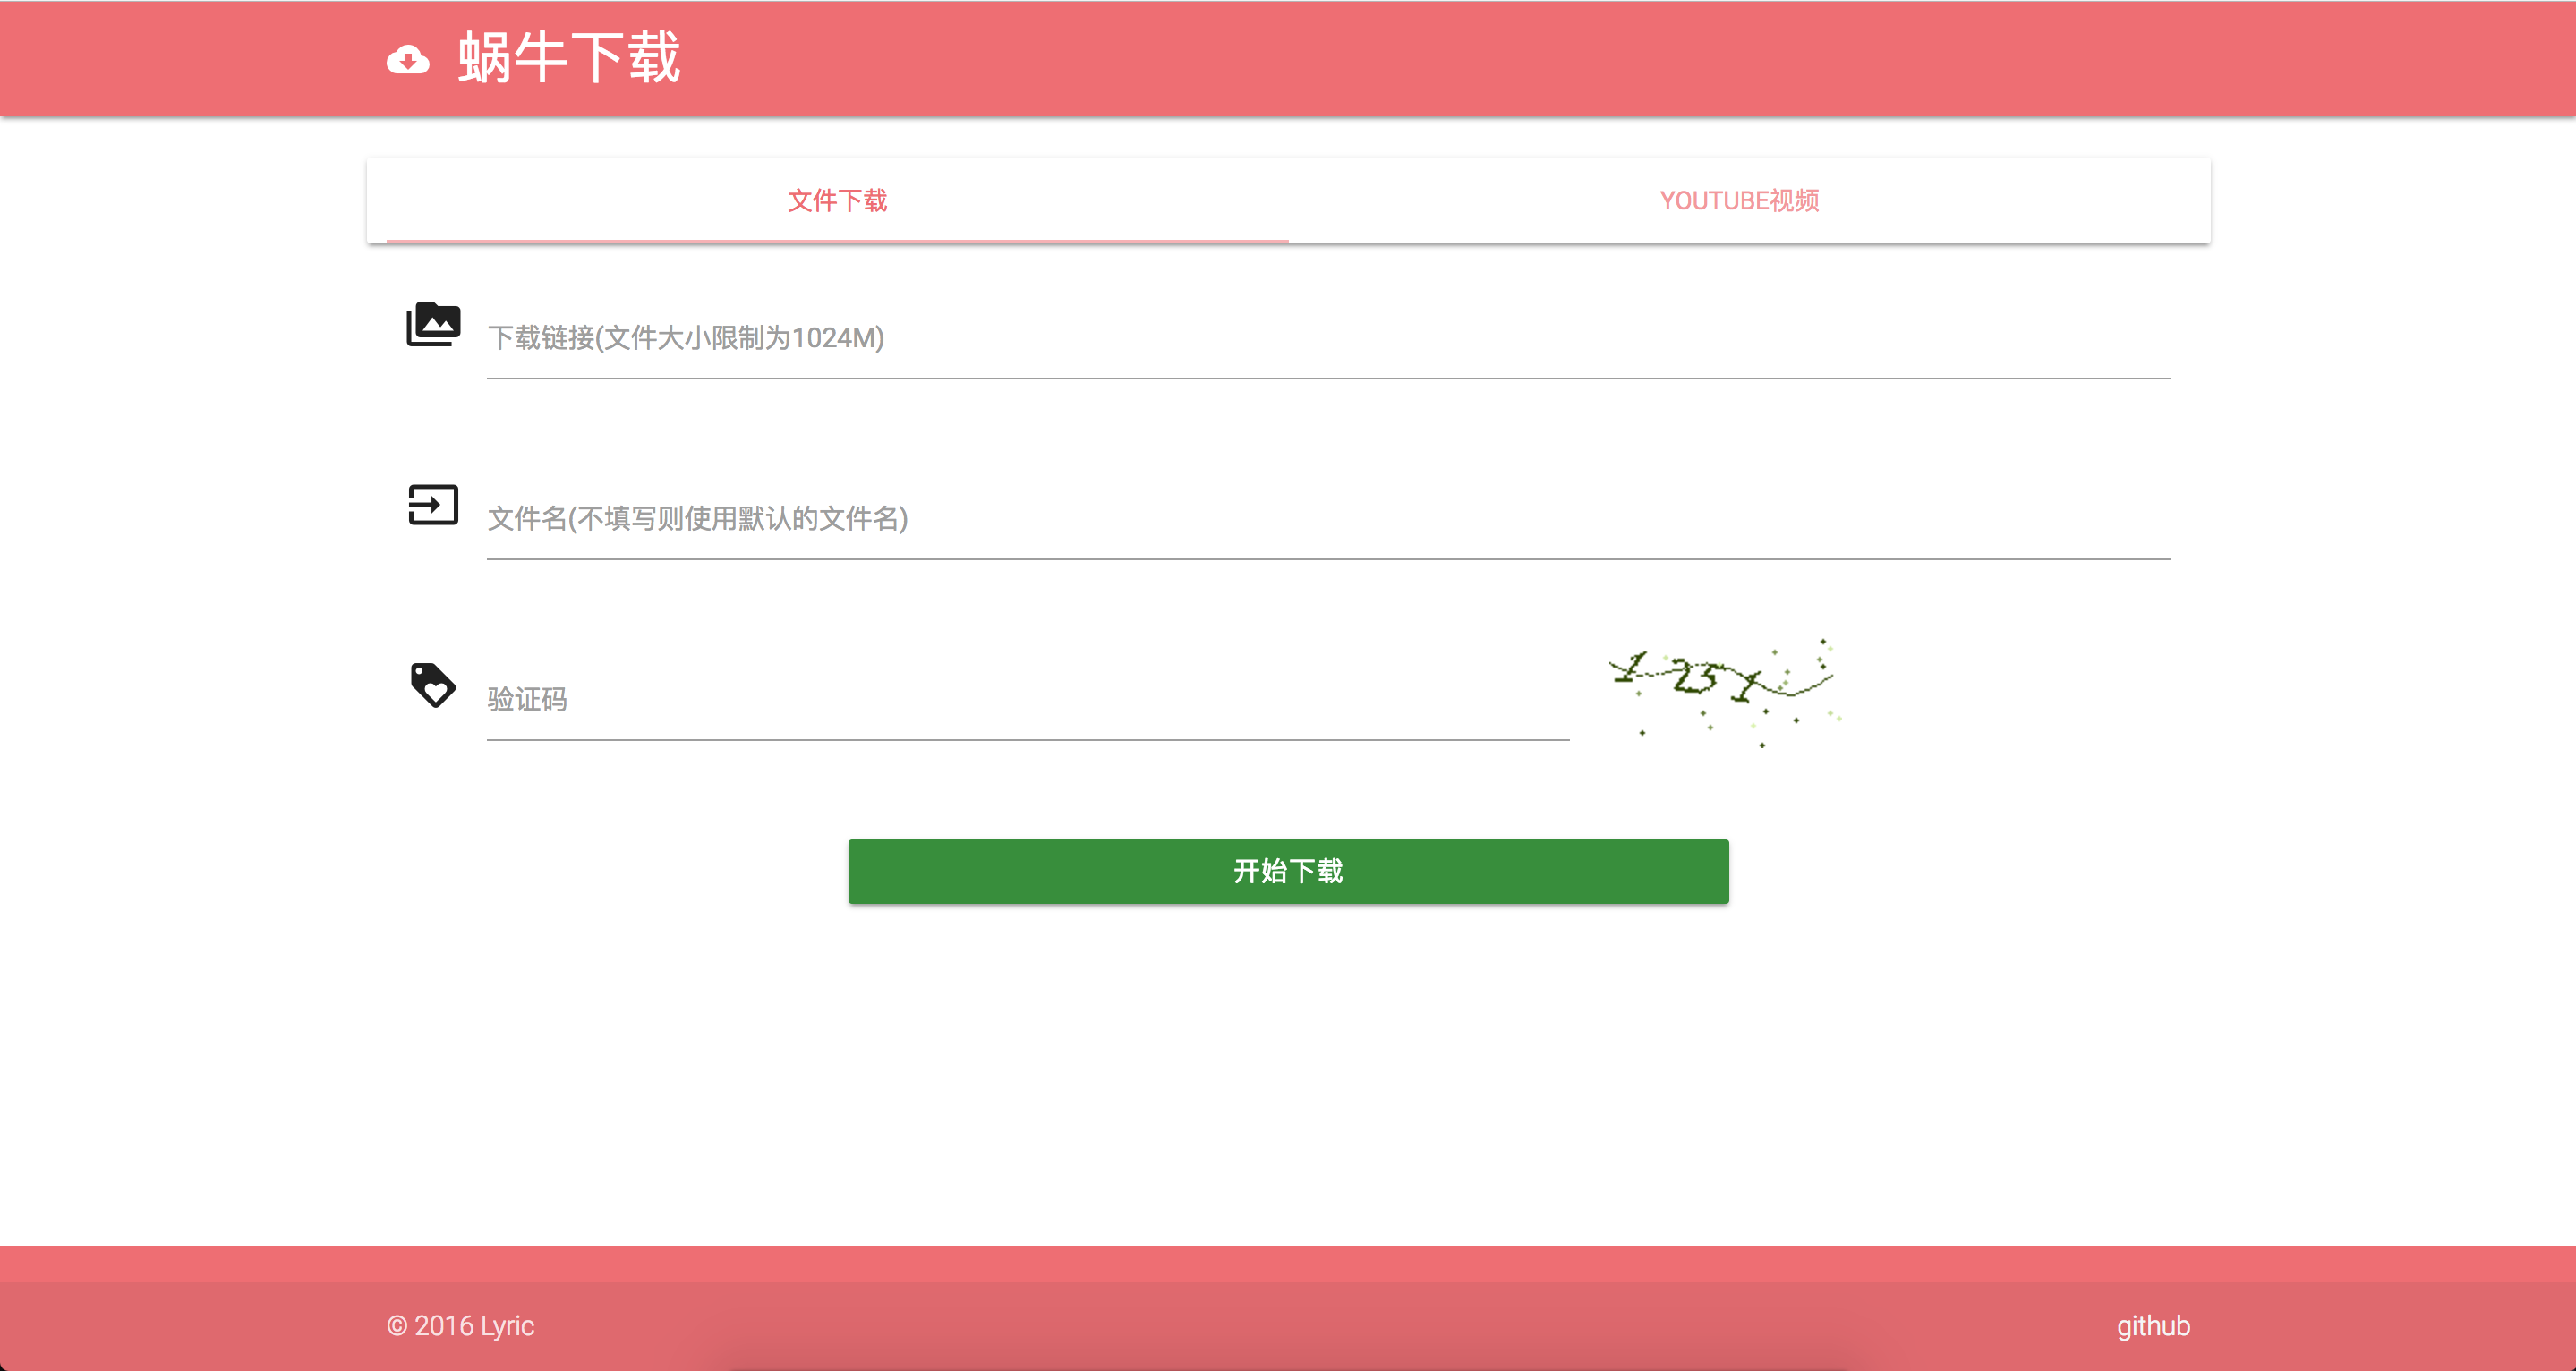 蜗牛下载
文件下载
YOUTUBE视频
下载链接(文件大小限制为1024M)
文件名(不填写则使用默认的文件名)
验证码
开始下载
© 2016 Lyric
github